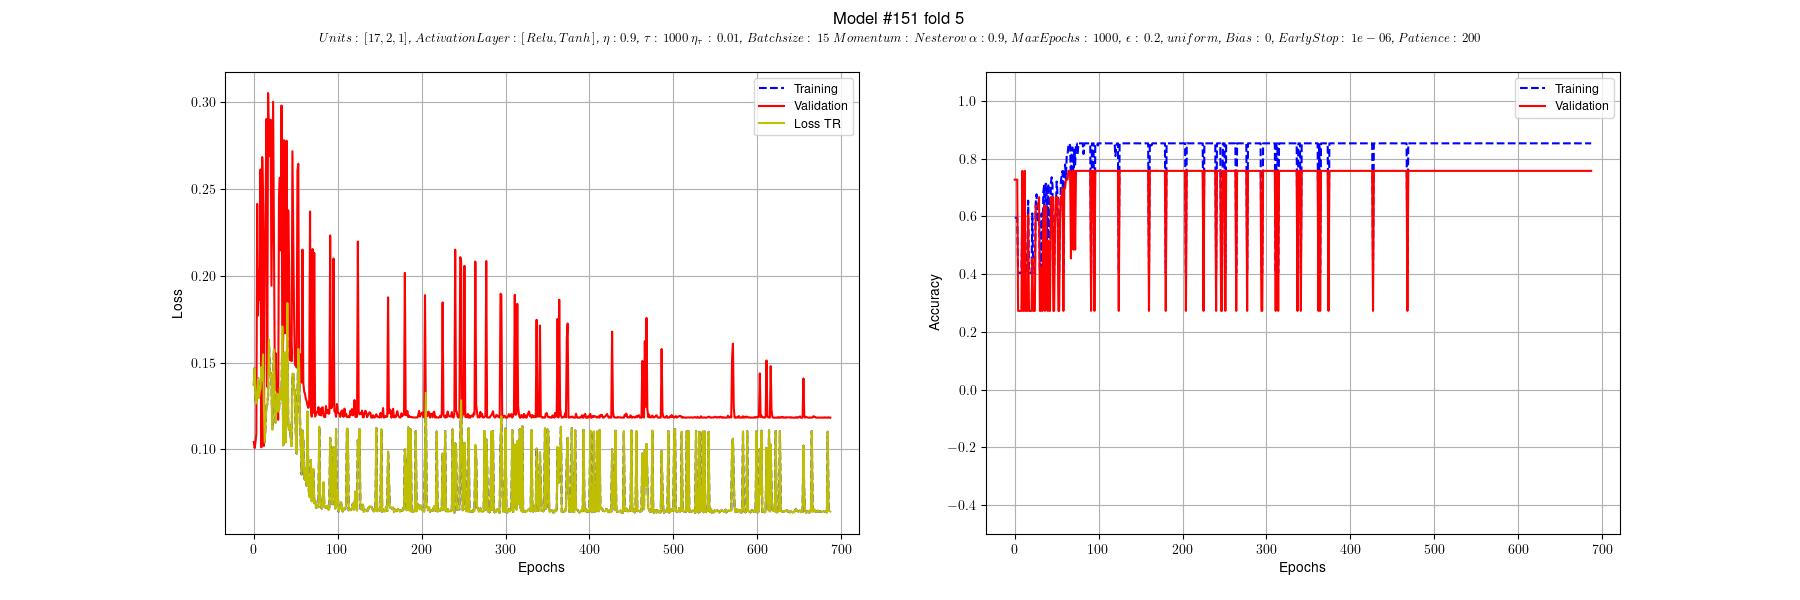 Model #151 fold 5
Units : [17, 2, 1], ActivationLayer : [Relu, Tanh], η : 0.9, τ : 1000 ητ : 0.01, Batchsize : 15 Momentum : Nesterov α : 0.9, MaxEpochs : 1000, ϵ : 0.2, uniform, Bias : 0, EarlyStop : 1e − 06, Patience : 200
Training
Validation
Loss TR
0.30
0.25
0.20
0.15
0.10
Loss
0 100 200 300 400 500 600 700
Epochs
Training
Validation
1.0
0.8
0.6
0.4
0.2
0.0
−0.2
−0.4
Accuracy
0 100 200 300 400 500 600 700
Epochs